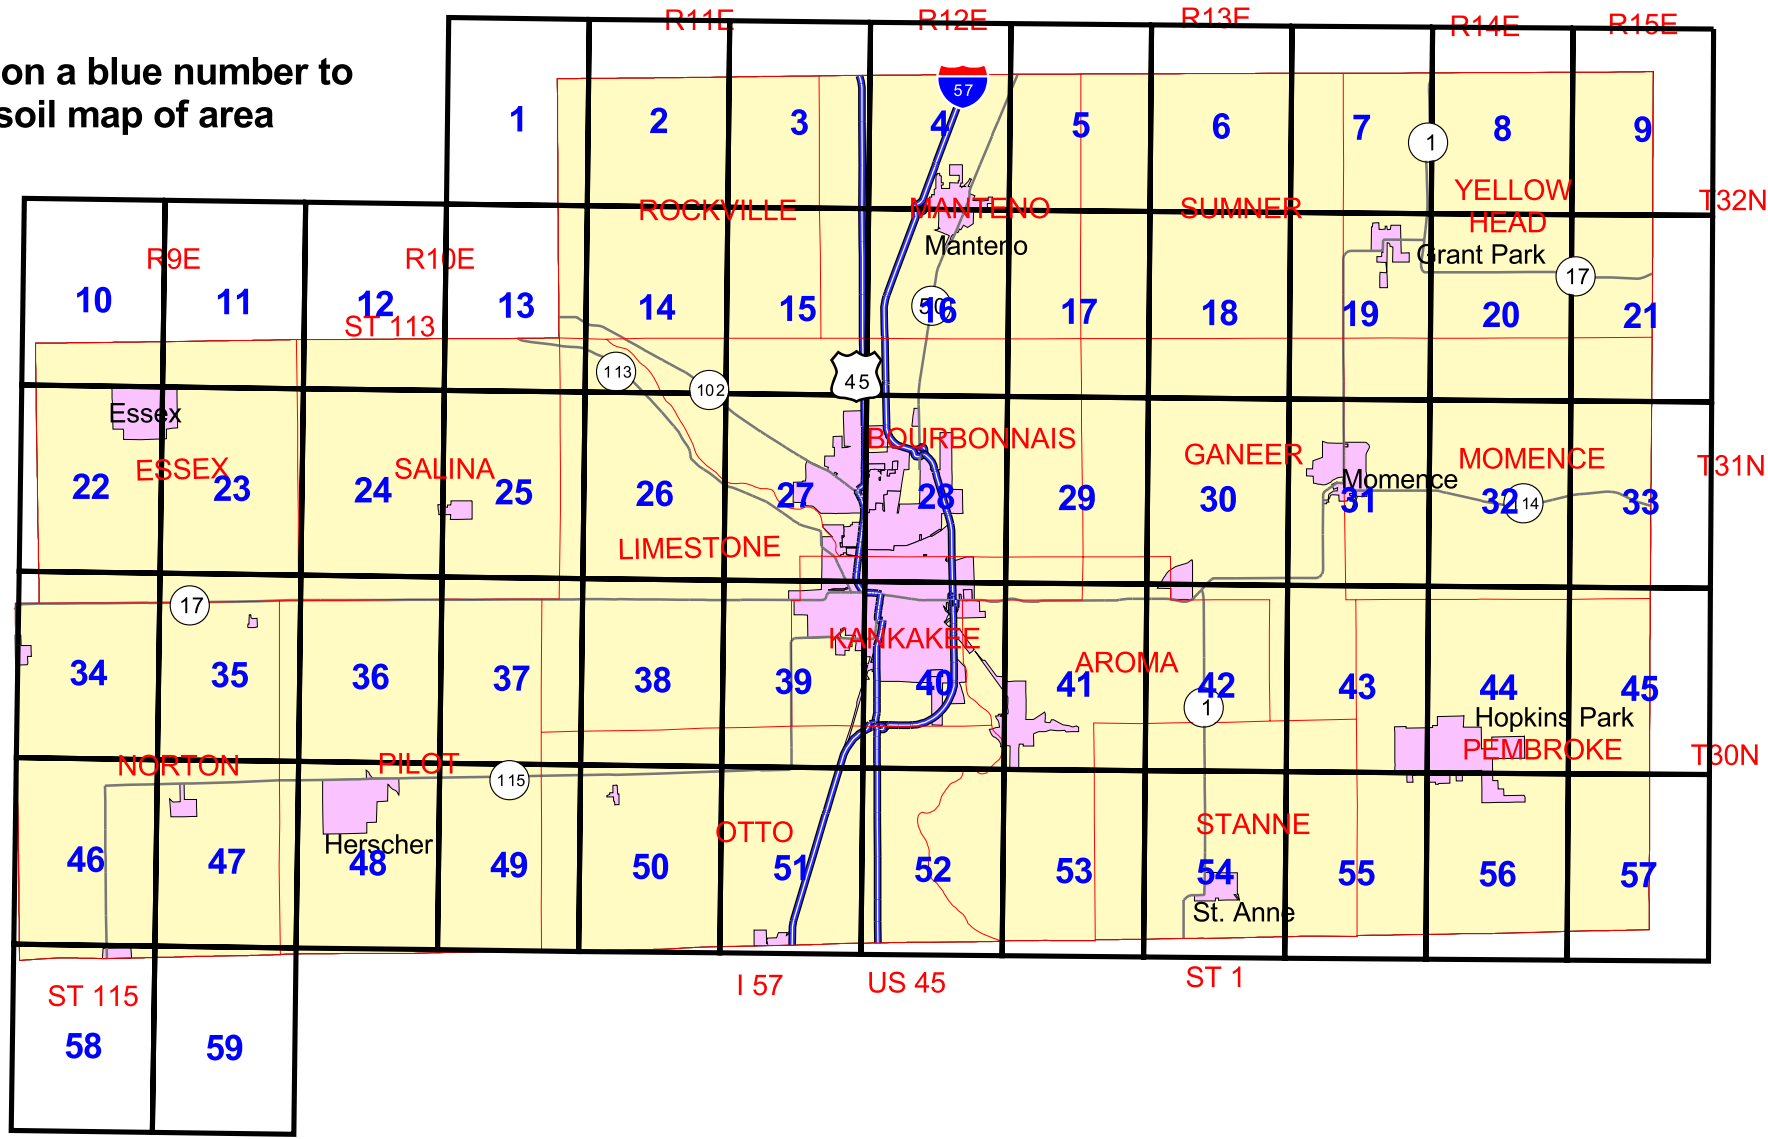 R11E R12E R13E R14E R15E
on a blue number to
soil map of area
57
1 2 3 4 5 6 7 8 9
1
ROCKVILLE MANTENO SUMNER YELLOW HEAD T32N
Manteno
Grant Park
R9E R10E
17
10 11 12 13 14 15 16 17 18 19 20 21
50
ST 113
113
102
45
Essex
BOURBONNAIS
ESSEX SALINA GANEER MOMENCE T31N
Momence
22 23 24 25 26 27 28 29 30 31 32 33
114
LIMESTONE
17
KANKAKEE
AROMA
34 35 36 37 38 39 40 41 42 43 44 45
1
Hopkins Park
PEMBROKE
NORTON PILOT T30N
115
OTTO STANNE
Herscher
46 47 48 49 50 51 52 53 54 55 56 57
St. Anne
I 57 US 45 ST 1
ST 115
58 59